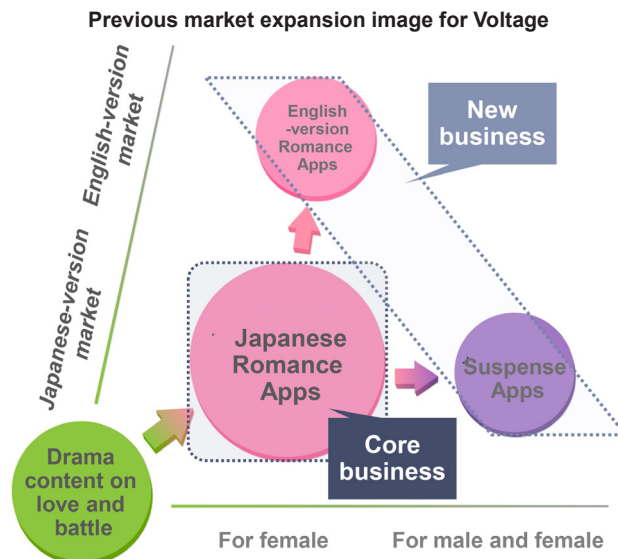 Previous market expansion image for Voltage
English-version
market
Japanese-version
market
English
-version
Romance
Apps
New
business
Japanese
Romance
Apps
Suspense
Apps
Core
business
Drama
content on
love and
battle
For female
For male and female